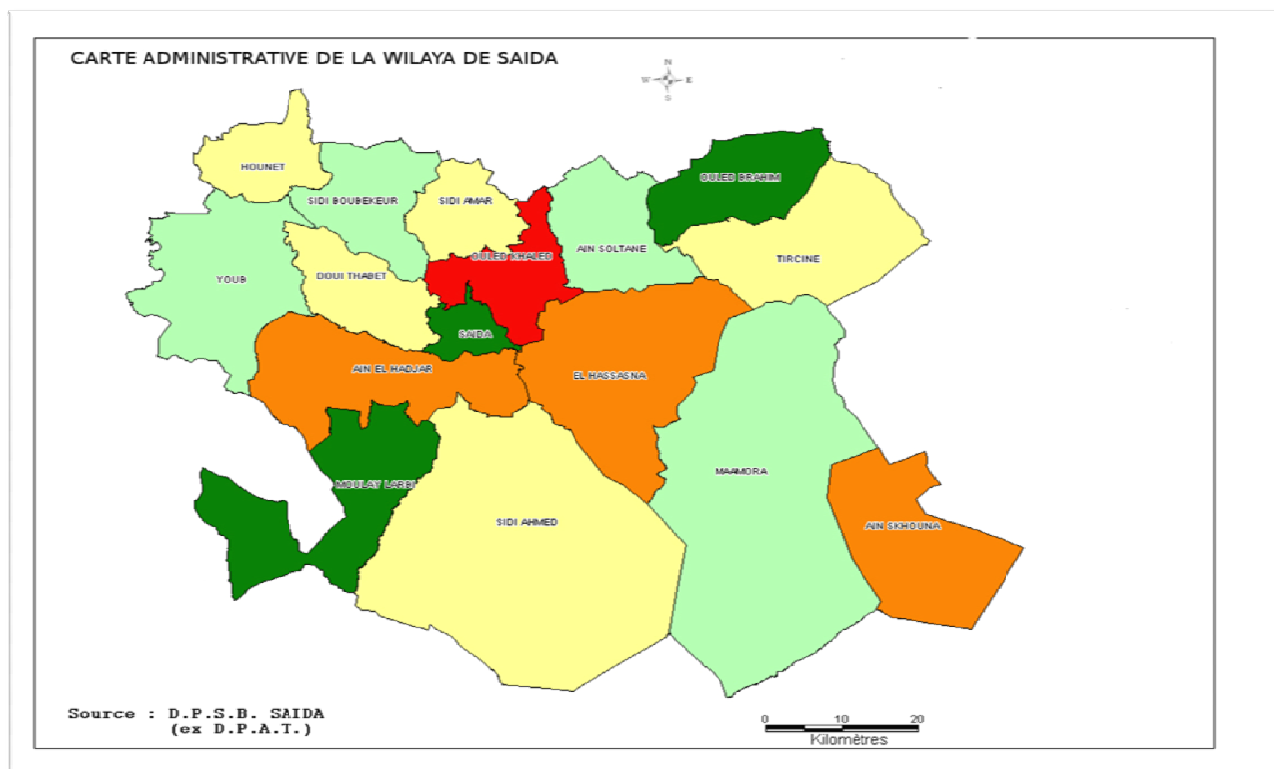 CARTE ADMINISTRATIVE DE LA WILAYA DE SAIDA
N
W E
S
HOUNET
OULED BRAHIM
SIDI BOUBEKEUR
SIDI AMAR
AIN SOLTANE
OULED KHALED
TIRCINE
YOUB
DOUI THABET
SAIDA
AIN EL HADJAR
EL HASSASNA
MAAMORA
MOULAY LARBI
SIDI AHMED
AIN SKHOUNA
Source : D.P.S.B. SAIDA
(ex D.P.A.T.)
0 10 20
Kilomètres